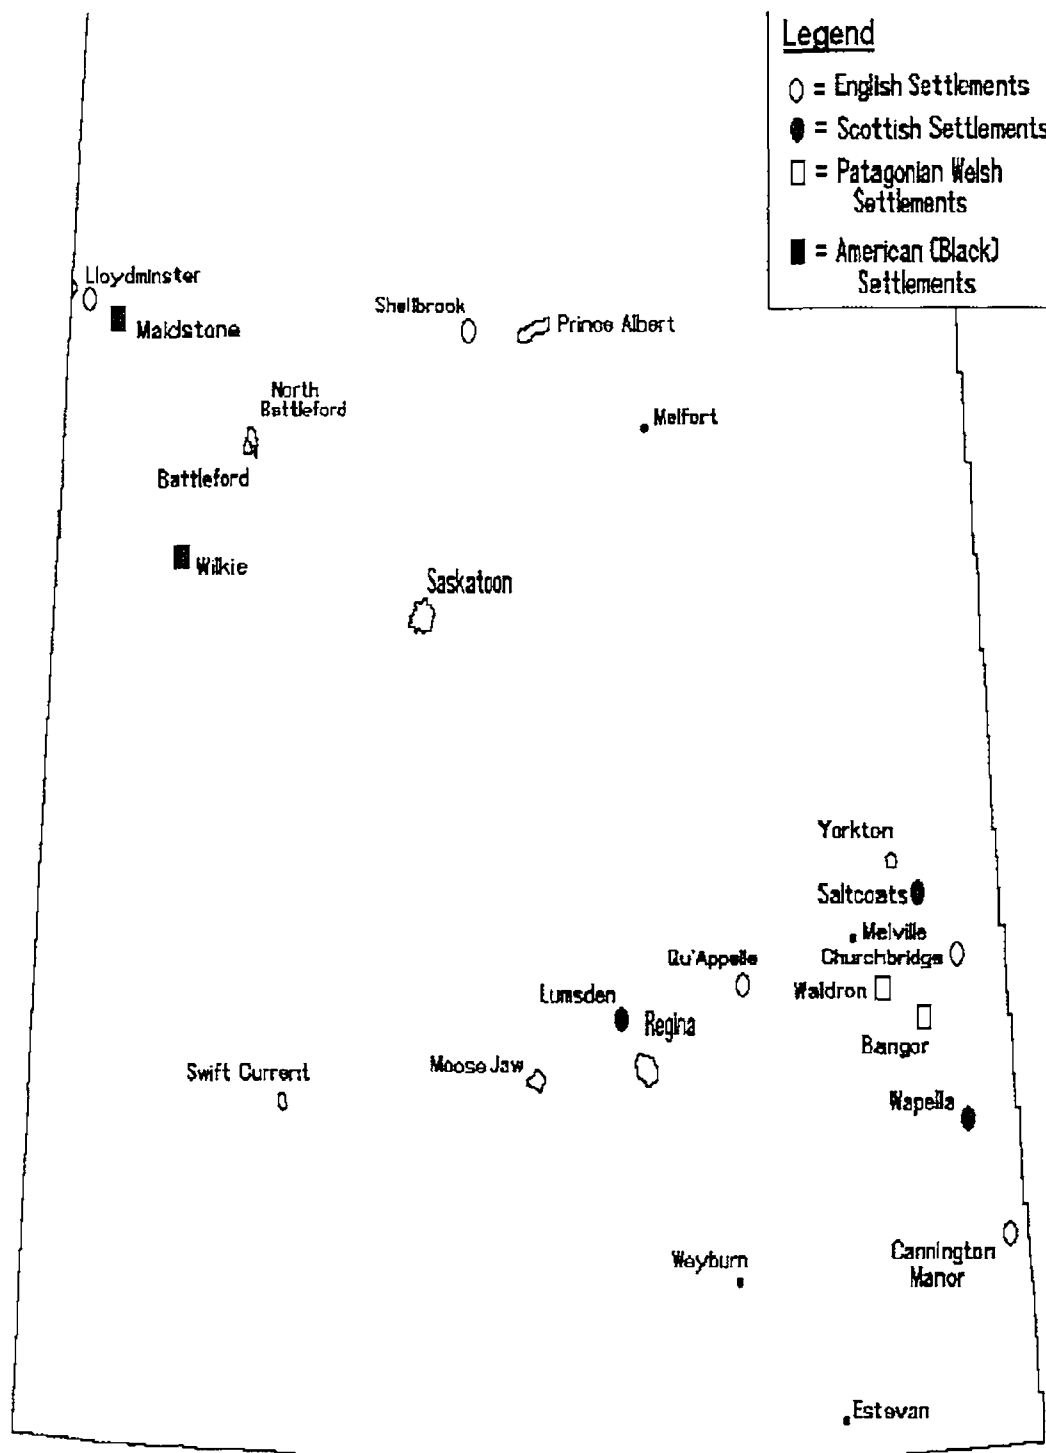 Legend
= English Settlements
= Scottish Settlements
= Patagonian Welsh
Settlements
= American (Black)
Settlements
Lloydminster
Maidstone
Shellbrook
Prince Albert
North
Battleford
Battleford
Melfort
Wilkie
Saskatoon
Yorkton
Saltcoats
Melville
Churchbridge
Qu'Appelle
Waldron
Lumsden
Regina
Bangor
Moose Jaw
Swift Current
Wapella
Cannington
Manor
Weyburn
Estevan